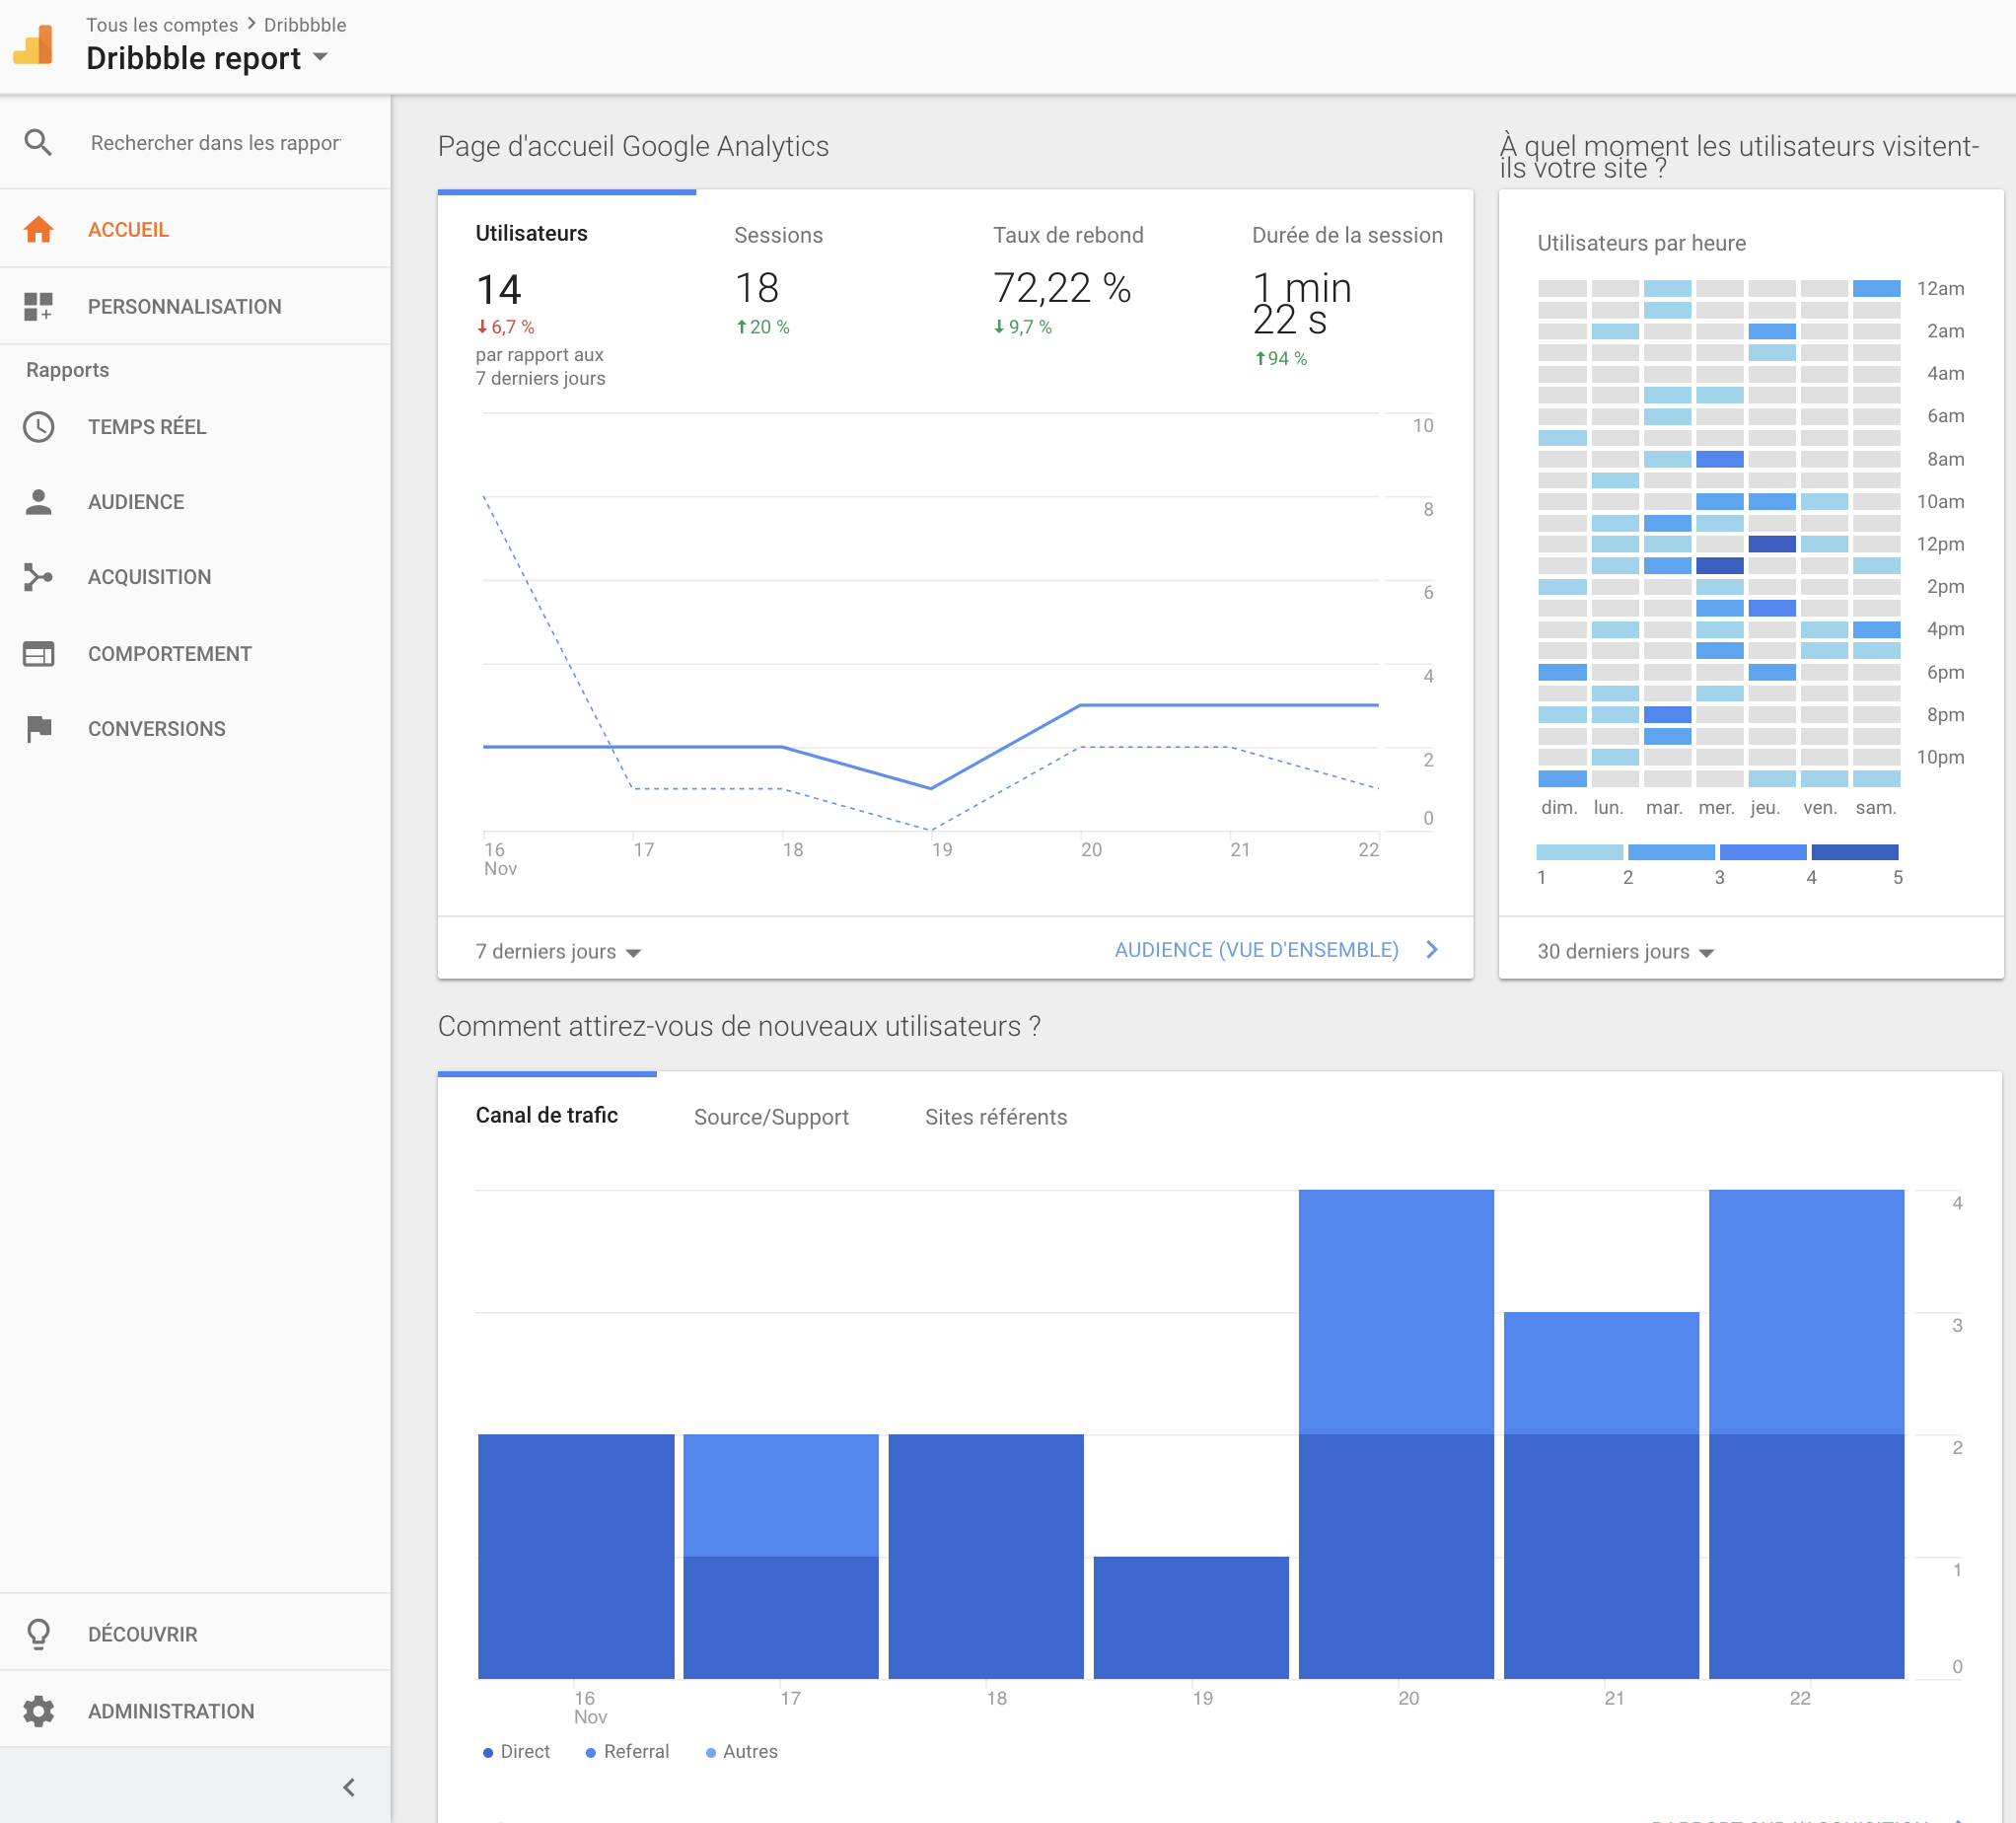 Tous les comptes > Dribbbble
Dribbble report
Rechercher dans les rappor
ACCUEIL
PERSONNALISATION
Rapports
TEMPS RÉEL
AUDIENCE
ACQUISITION
COMPORTEMENT
CONVERSIONS
DÉCOUVRIR
ADMINISTRATION
Page d'accueil Google Analytics
Utilisateurs
14
↓6,7 %
par rapport aux
7 derniers jours
Sessions
18
↑20 %
Taux de rebond
72,22 %
↓9,7 %
Durée de la session
1 min
22 s
↑94 %
10
8
6
4
2
0
16 17 18 19 20 21 22
Nov
7 derniers jours
AUDIENCE (VUE D'ENSEMBLE)
À quel moment les utilisateurs visitent-
ils votre site ?
Utilisateurs par heure
12am
2am
4am
6am
8am
10am
12pm
2pm
4pm
6pm
8pm
10pm
dim. lun. mar. mer. jeu. ven. sam.
1 2 3 4 5
30 derniers jours
Comment attirez-vous de nouveaux utilisateurs ?
Canal de trafic
Source/Support
Sites référents
4
3
2
1
0
16 17 18 19 20 21 22
Nov
Direct Referral Autres